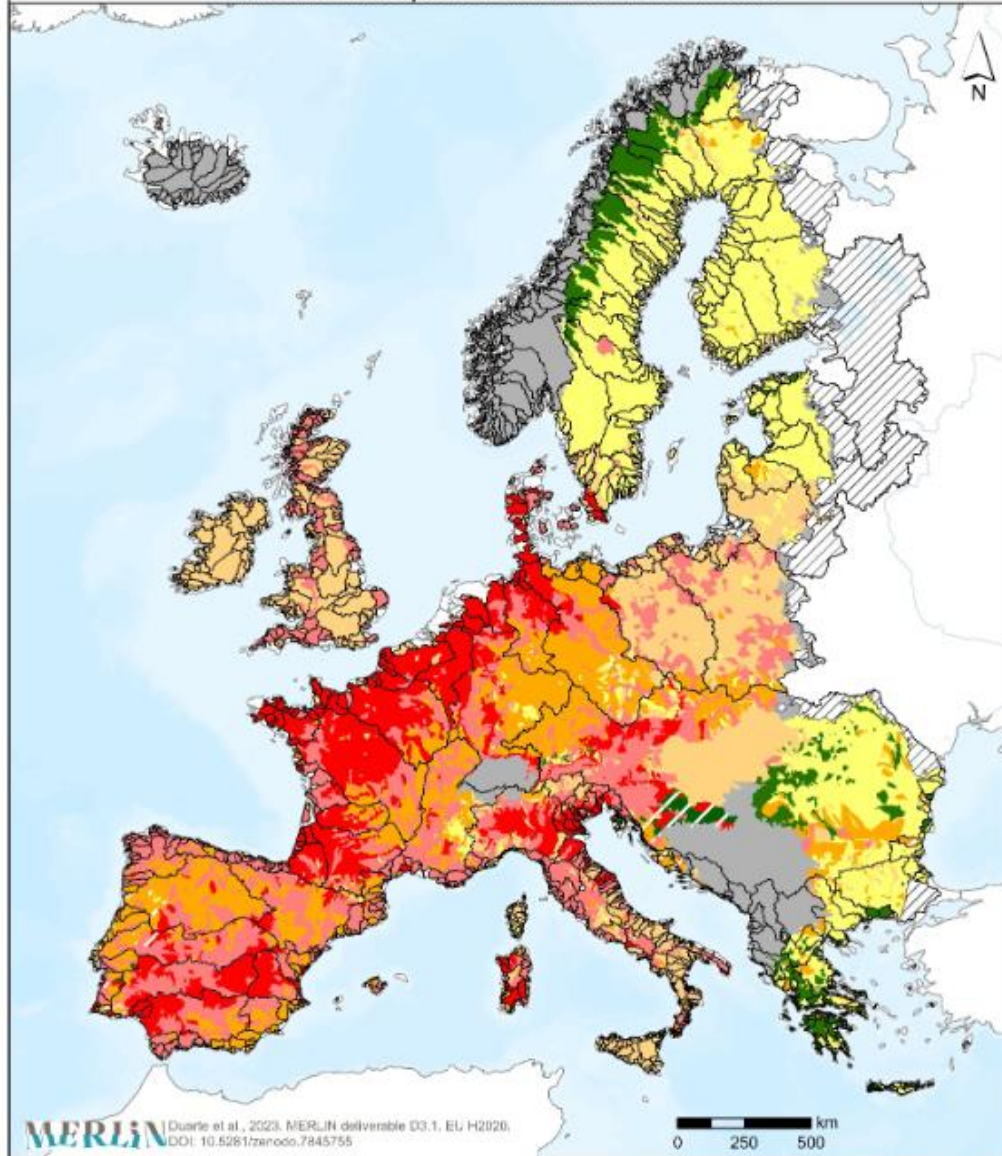 N
MERLIN
Duarte et al., 2023. MERLIN deliverable D3.1. EU H2020.
DOI: 10.5281/zenodo.7845755
km
0 250 500